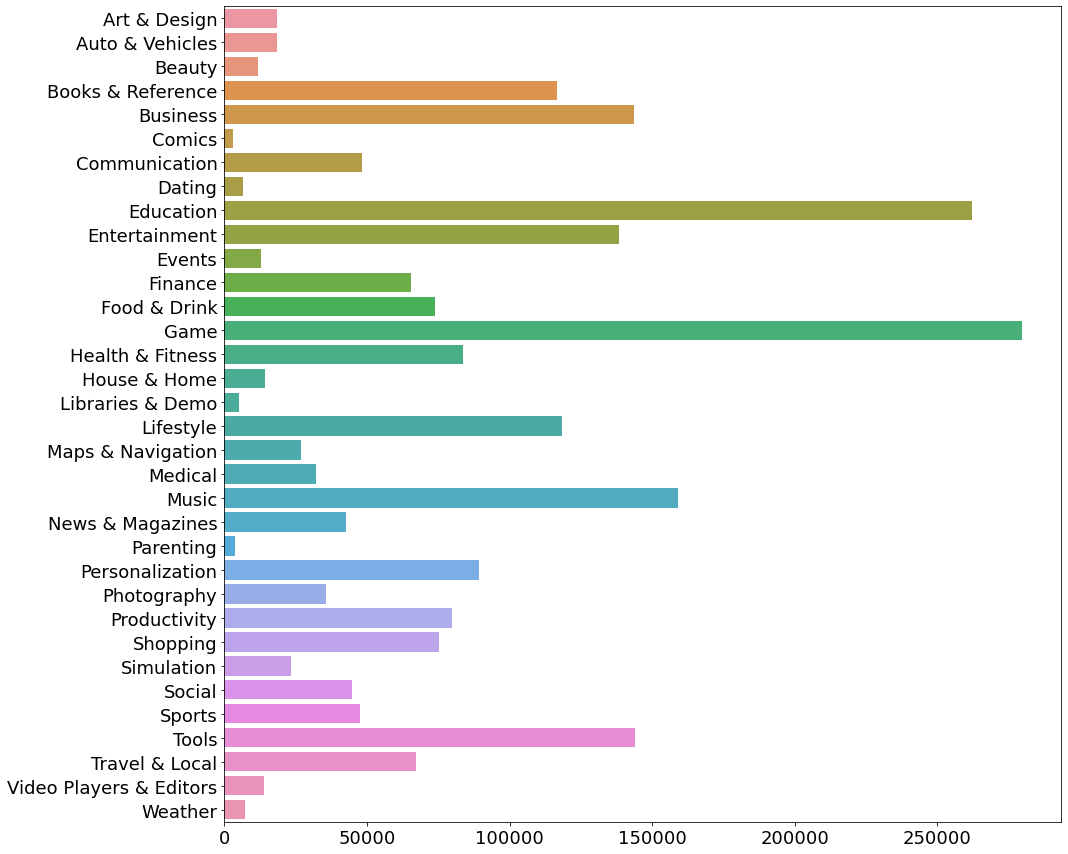 Art & Design
Auto & Vehicles
Beauty
Books & Reference
Business
Comics
Communication
Dating
Education
Entertainment
Events
Finance
Food & Drink
Game
Health & Fitness
House & Home
Libraries & Demo
Lifestyle
Maps & Navigation
Medical
Music
News & Magazines
Parenting
Personalization
Photography
Productivity
Shopping
Simulation
Social
Sports
Tools
Travel & Local
Video Players & Editors
Weather
0 50000 100000 150000 200000 250000